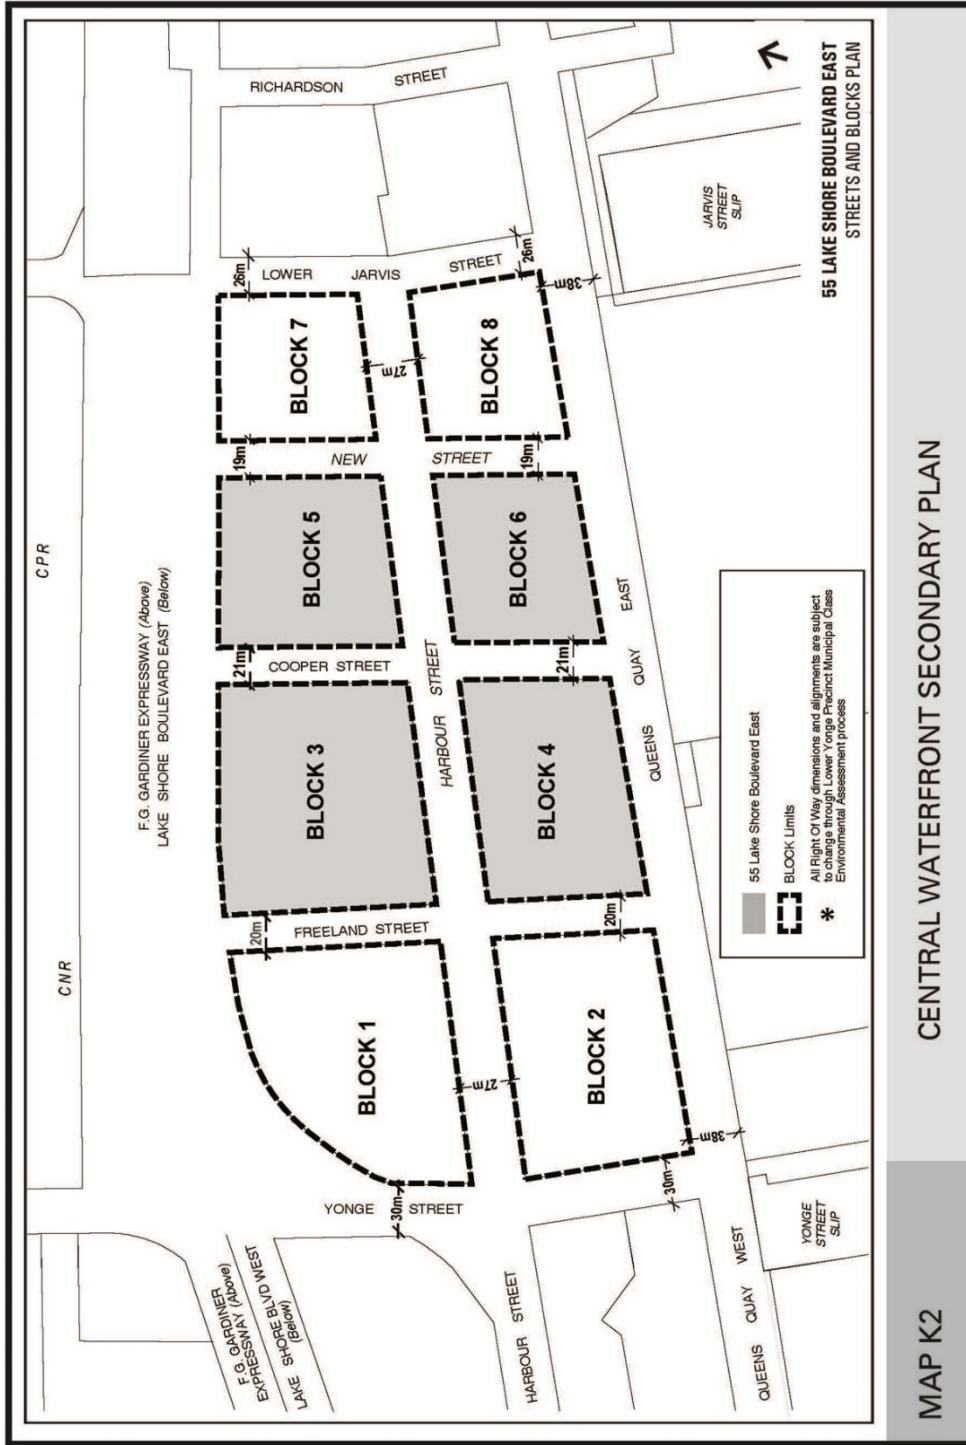 CNR
CPR
F.G. GARDINER EXPRESSWAY (Above)
LAKE SHORE BOULEVARD EAST (Below)
F.G. GARDINER
EXPRESSWAY (Above)
LAKE SHORE BLVD WEST
(Below)
20m
21m
19m
26m
BLOCK 1
BLOCK 3
BLOCK 5
BLOCK 7
30m
YONGE STREET
FREELAND STREET
COOPER STREET
NEW STREET
LOWER JARVIS STREET
RICHARDSON STREET
27m
27m
HARBOUR STREET
HARBOUR STREET
BLOCK 2
BLOCK 4
BLOCK 6
BLOCK 8
30m
20m
21m
19m
26m
38m
38m
QUEENS QUAY WEST
QUEENS QUAY EAST
YONGE
STREET
SLIP
JARVIS
STREET
SLIP
55 Lake Shore Boulevard East
BLOCK Limits
* All Right Of Way dimensions and alignments are subject
to change through Lower Yonge Precinct Municipal Class
Environmental Assessment process
55 LAKE SHORE BOULEVARD EAST
STREETS AND BLOCKS PLAN
MAP K2
CENTRAL WATERFRONT SECONDARY PLAN